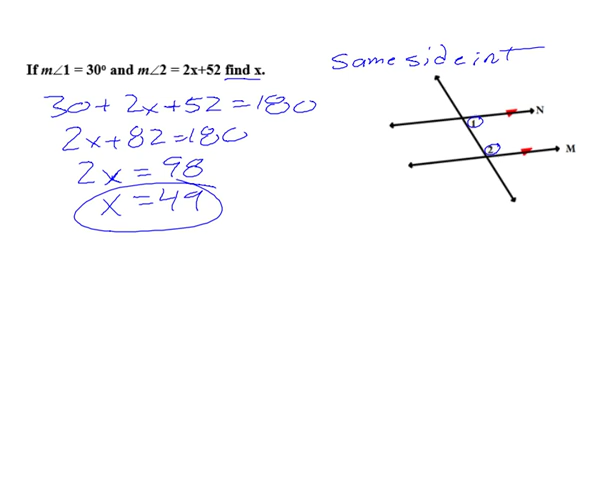 Same side int
If m∠1 = 30° and m∠2 = 2x+52 find x.
30 + 2x + 52 = 180
2x + 82 = 180
2x = 98
x = 49
N
1
2
M